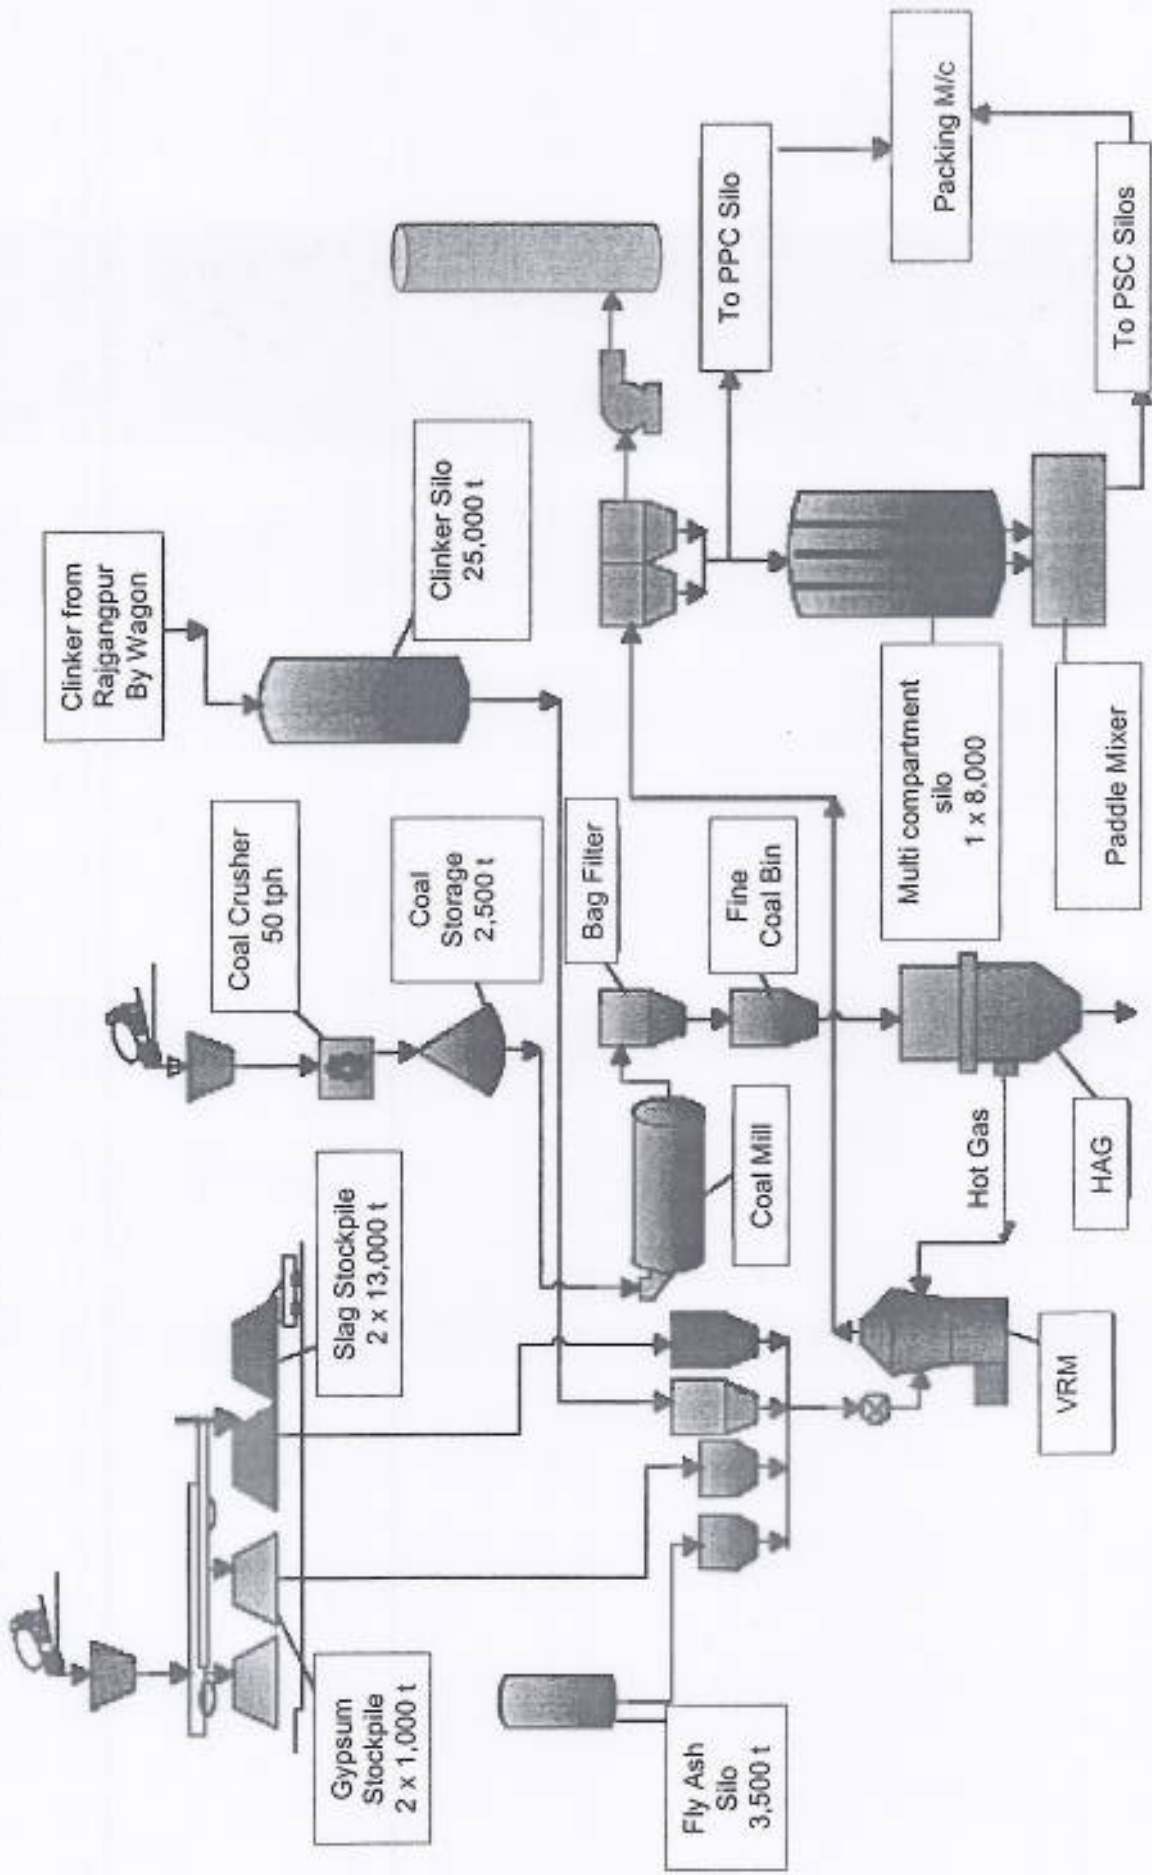 Clinker from
Rajgangpur
By Wagon
Coal Crusher
50 tph
Clinker Silo
25,000 t
Slag Stockpile
2 x 13,000 t
Coal
Storage
2,500 t
Gypsum
Stockpile
2 x 1,000 t
Bag Filter
To PPC Silo
Fine
Coal Bin
Coal Mill
Fly Ash
Silo
3,500 t
Packing M/c
Multi compartment
silo
1 x 8,000
Hot Gas
Paddle Mixer
To PSC Silos
HAG
VRM